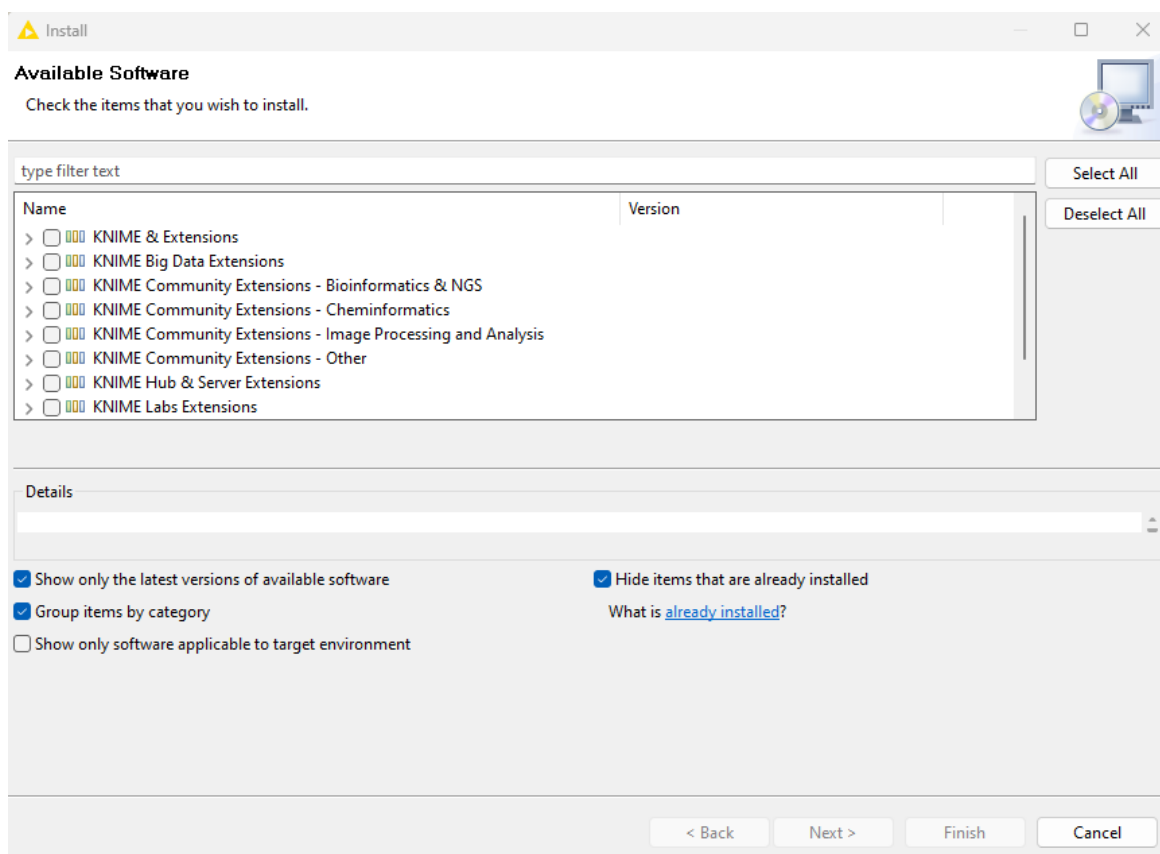 Install
Available Software
Check the items that you wish to install.
type filter text
Select All
Name Version
Deselect All
KNIME & Extensions
KNIME Big Data Extensions
KNIME Community Extensions - Bioinformatics & NGS
KNIME Community Extensions - Cheminformatics
KNIME Community Extensions - Image Processing and Analysis
KNIME Community Extensions - Other
KNIME Hub & Server Extensions
KNIME Labs Extensions
Details
Show only the latest versions of available software
Hide items that are already installed
Group items by category
What is already installed?
Show only software applicable to target environment
< Back Next > Finish Cancel